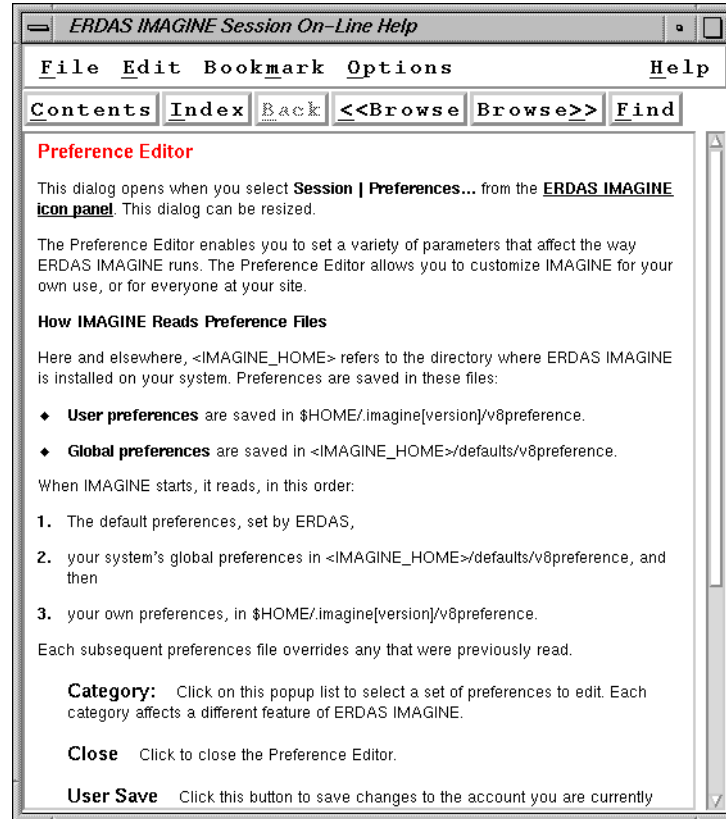 ERDAS IMAGINE Session On-Line Help
File Edit Bookmark Options Help
Contents Index Back <<Browse Browse>> Find
Preference Editor
This dialog opens when you select Session | Preferences... from the ERDAS IMAGINE
icon panel. This dialog can be resized.
The Preference Editor enables you to set a variety of parameters that affect the way
ERDAS IMAGINE runs. The Preference Editor allows you to customize IMAGINE for your
own use, or for everyone at your site.
How IMAGINE Reads Preference Files
Here and elsewhere, <IMAGINE_HOME> refers to the directory where ERDAS IMAGINE
is installed on your system. Preferences are saved in these files:
◆ User preferences are saved in $HOME/.imagine[version]/v8preference.
◆ Global preferences are saved in <IMAGINE_HOME>/defaults/v8preference.
When IMAGINE starts, it reads, in this order:
1. The default preferences, set by ERDAS,
2. your system's global preferences in <IMAGINE_HOME>/defaults/v8preference, and
then
3. your own preferences, in $HOME/.imagine[version]/v8preference.
Each subsequent preferences file overrides any that were previously read.
Category: Click on this popup list to select a set of preferences to edit. Each
category affects a different feature of ERDAS IMAGINE.
Close Click to close the Preference Editor.
User Save Click this button to save changes to the account you are currently